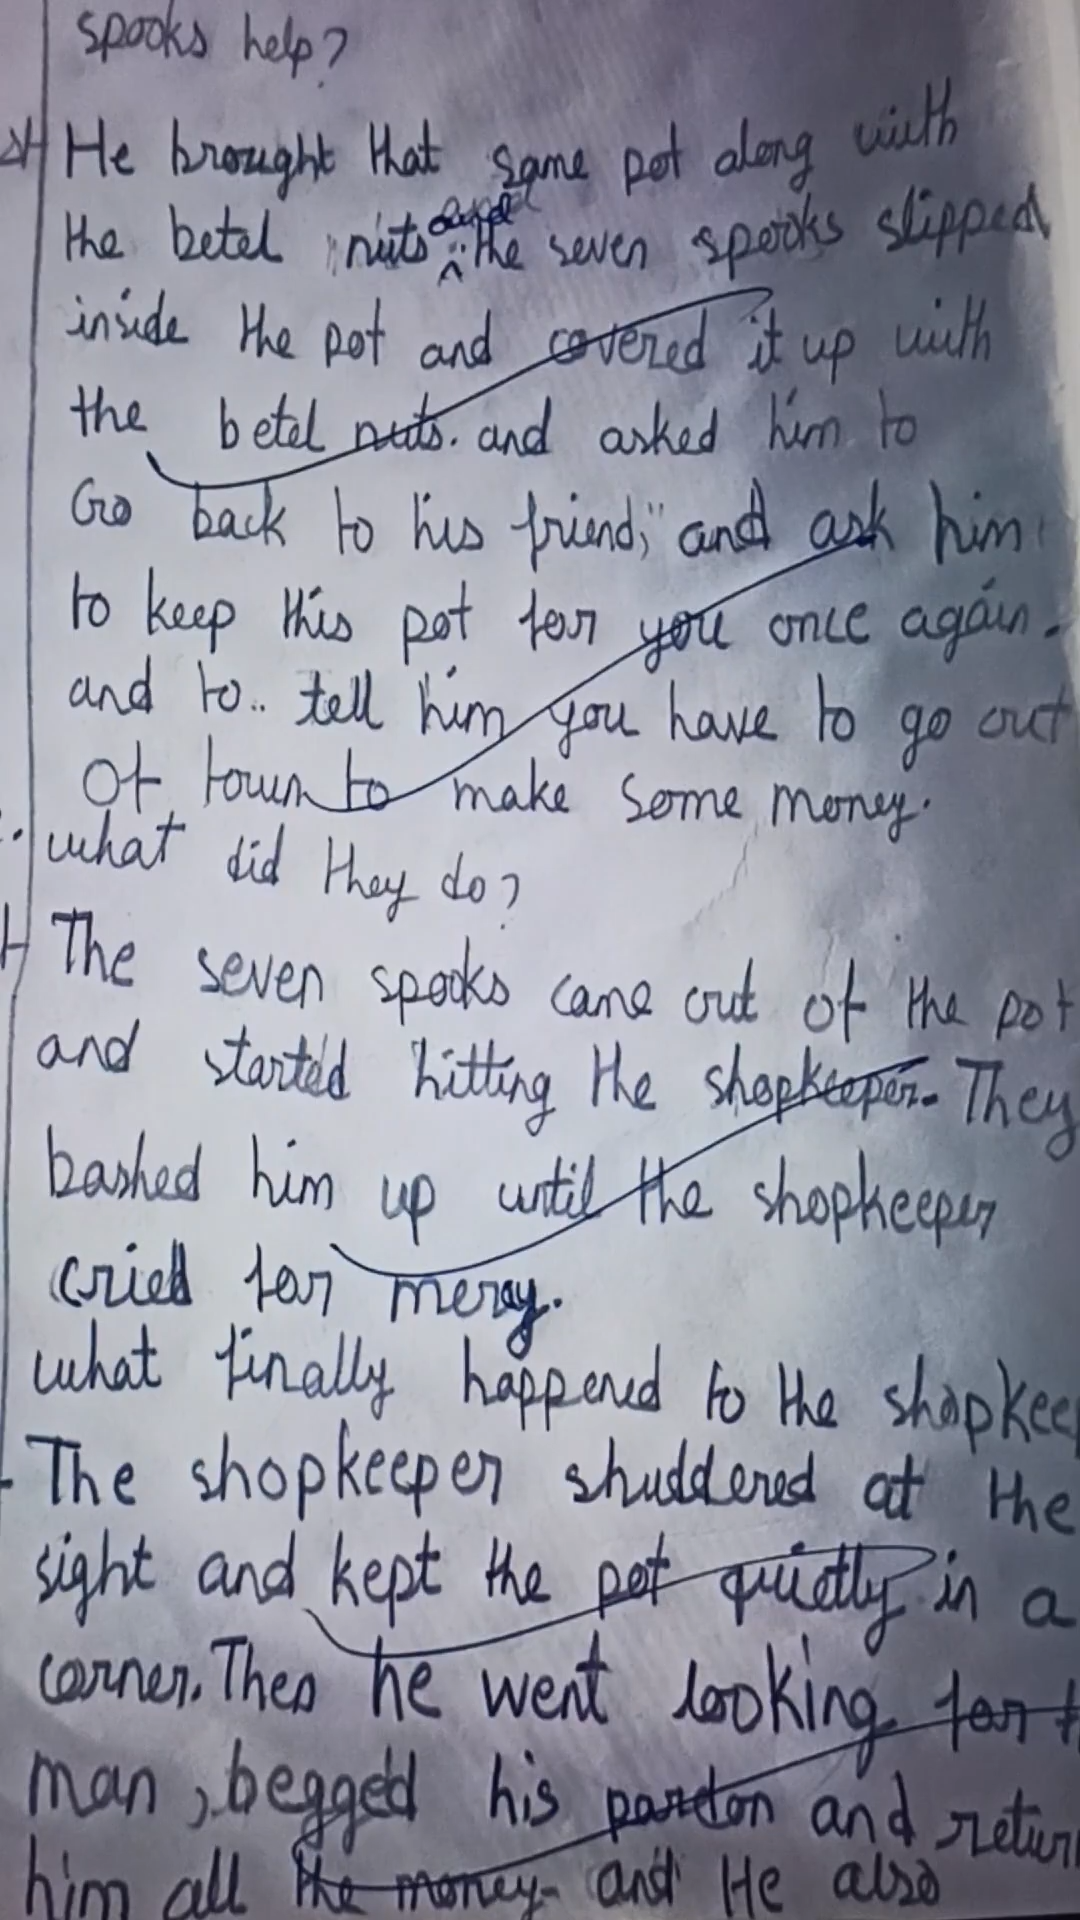 spooks help?
He brought that same pot along with
the betel nuts and the seven spooks slipped
inside the pot and covered it up with
the betel nuts. and asked him to
Go back to his friend," and ask him
to keep this pot for you once again.
and to.. tell him you have to go out
Of town to make some money.
what did they do?
The seven spooks came out of the pot
and started hitting the shopkeeper. They
bashed him up until the shopkeeper
cried for mercy.
what finally happened to the shopkeep
The shopkeeper shuddered at the
sight and kept the pot quietly in a
corner. Then he went looking for t
man, begged his pardon and return
him all the money. and He also